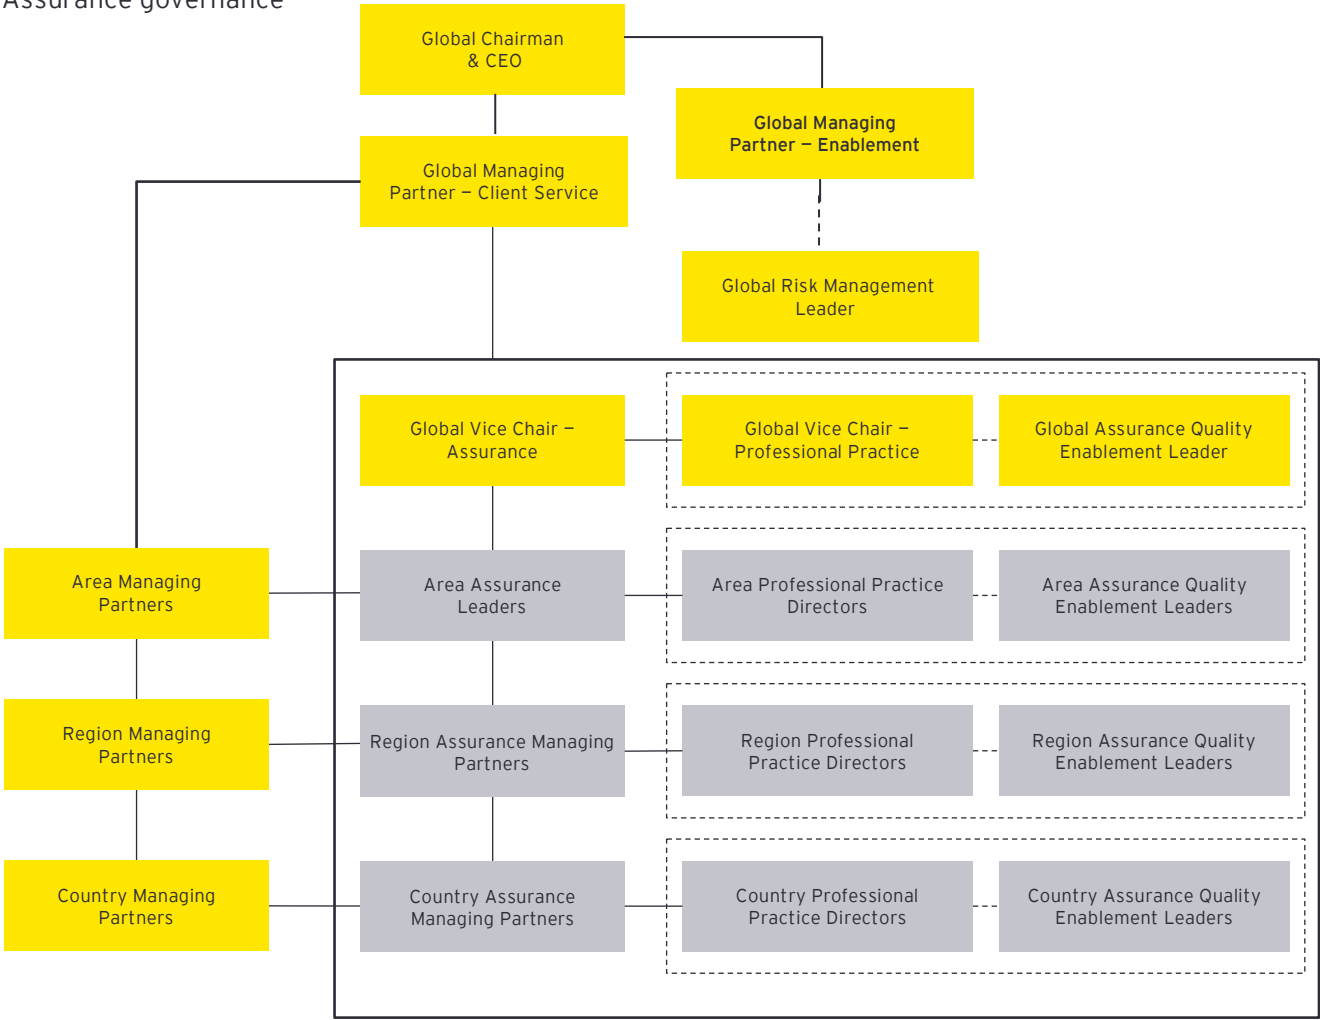 Assurance governance
Global Chairman
& CEO
Global Managing
Partner – Enablement
Global Managing
Partner – Client Service
Global Risk Management
Leader
Global Vice Chair –
Assurance
Global Vice Chair –
Professional Practice
Global Assurance Quality
Enablement Leader
Area Managing
Partners
Area Assurance
Leaders
Area Professional Practice
Directors
Area Assurance Quality
Enablement Leaders
Region Managing
Partners
Region Assurance Managing
Partners
Region Professional
Practice Directors
Region Assurance Quality
Enablement Leaders
Country Managing
Partners
Country Assurance
Managing Partners
Country Professional
Practice Directors
Country Assurance Quality
Enablement Leaders